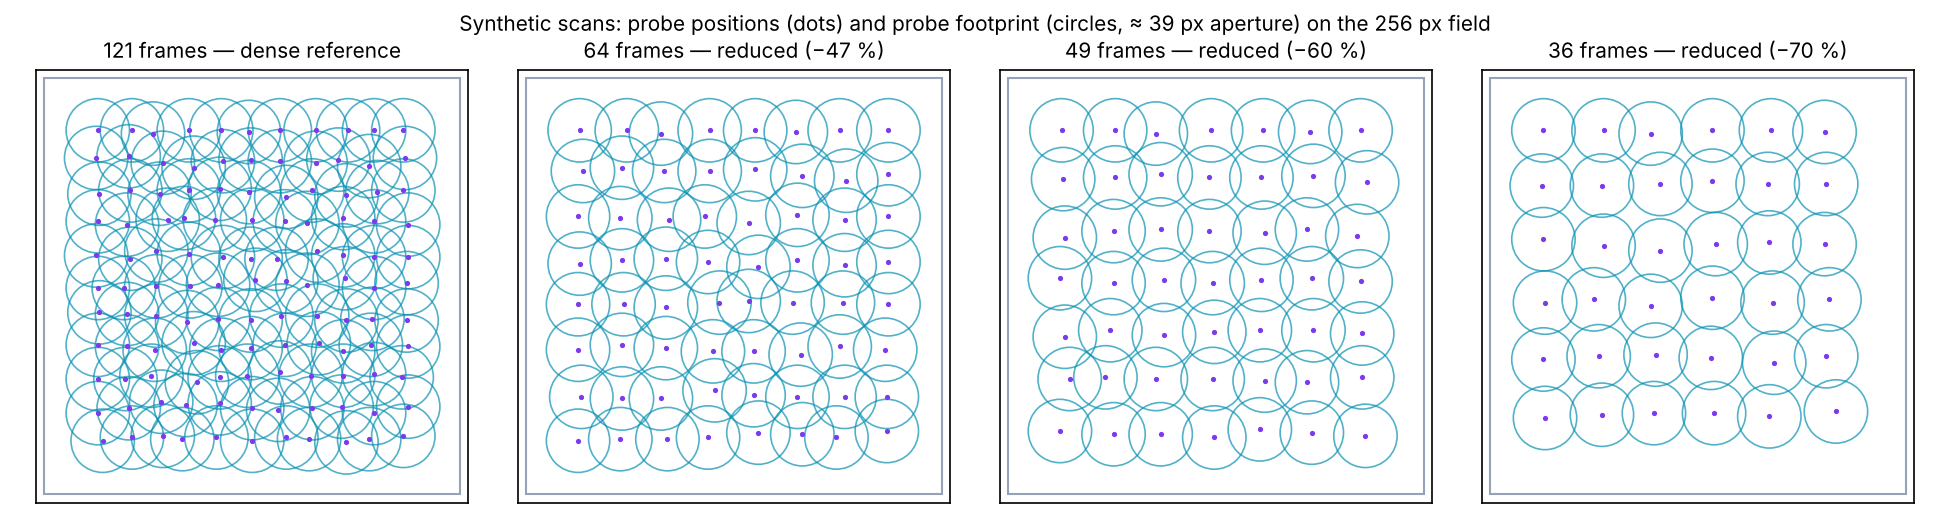 Synthetic scans: probe positions (dots) and probe footprint (circles, ≈ 39 px aperture) on the 256 px field
121 frames — dense reference
64 frames — reduced (−47 %)
49 frames — reduced (−60 %)
36 frames — reduced (−70 %)